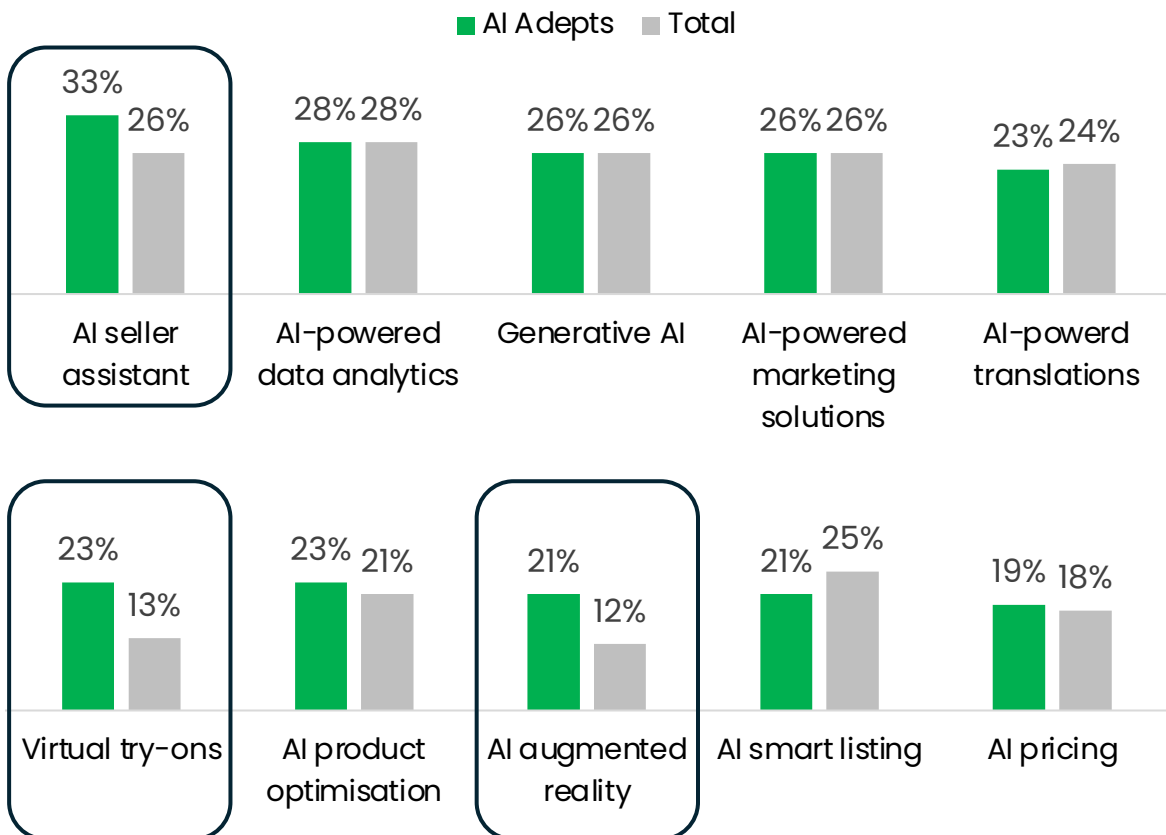 AI Adepts Total
33%
26%
28% 28%
26% 26%
26% 26%
23% 24%
AI seller
assistant
AI-powered
data analytics
Generative AI
AI-powered
marketing
solutions
AI-powerd
translations
23%
13%
23%
21%
21%
12%
21%
25%
19% 18%
Virtual try-ons
AI product
optimisation
AI augmented
reality
AI smart listing
AI pricing